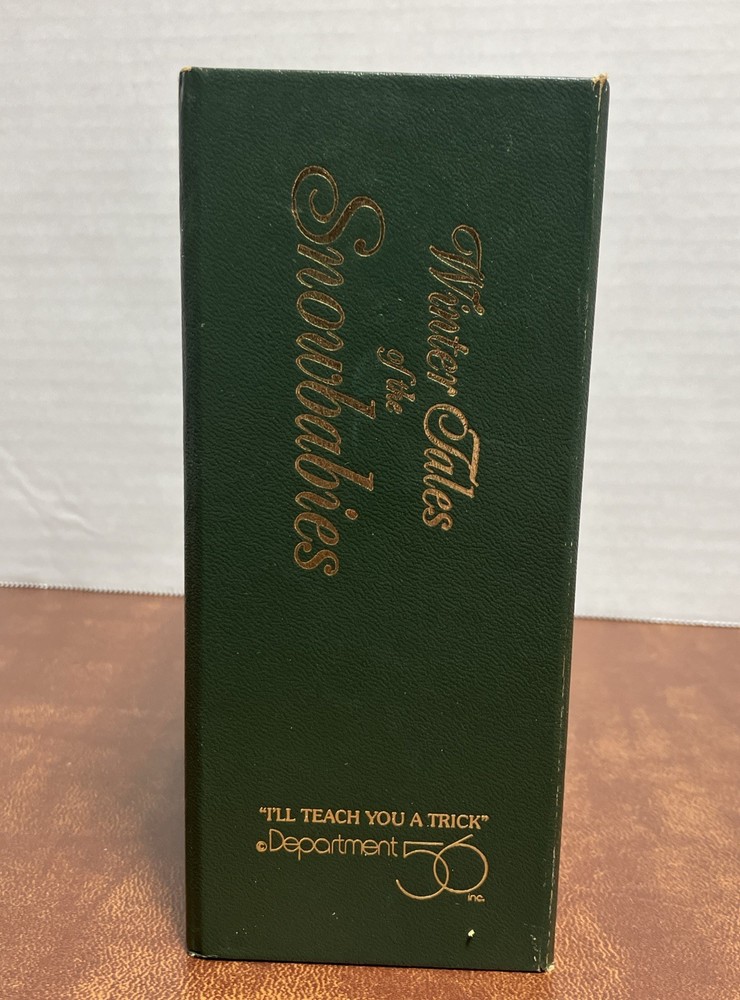 Winter Tales
of the
Snowbabies
“I'LL TEACH YOU A TRICK”
©Department 56
inc.